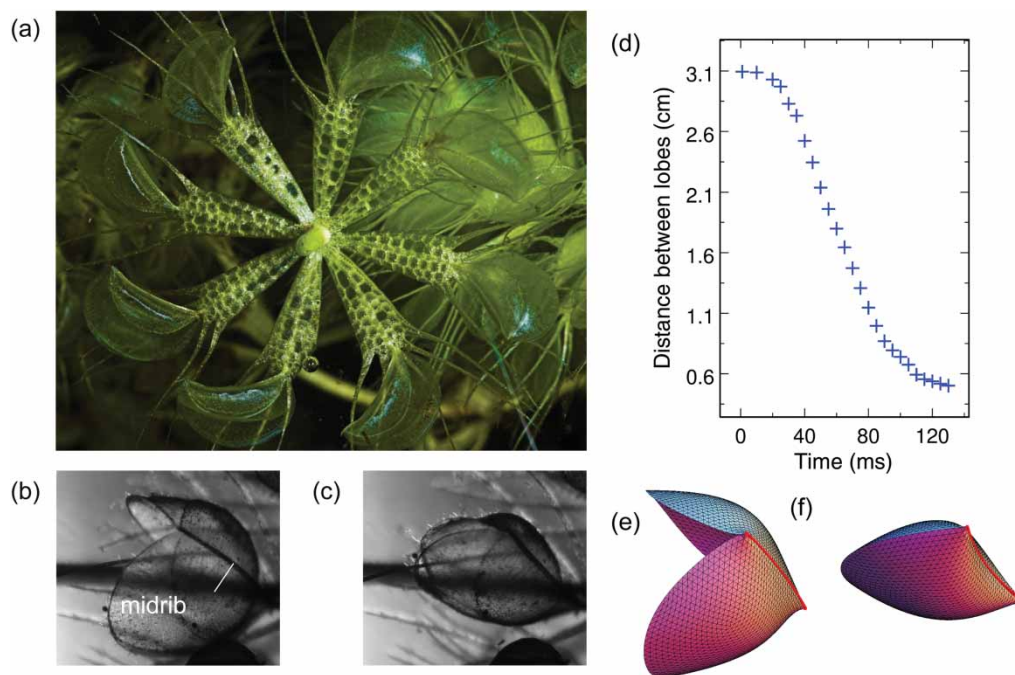 (a)
(d)
Distance between lobes (cm)
3.1
2.6
2.1
1.6
1.1
0.6
0
40
80
120
Time (ms)
(b)
midrib
(c)
(e)
(f)